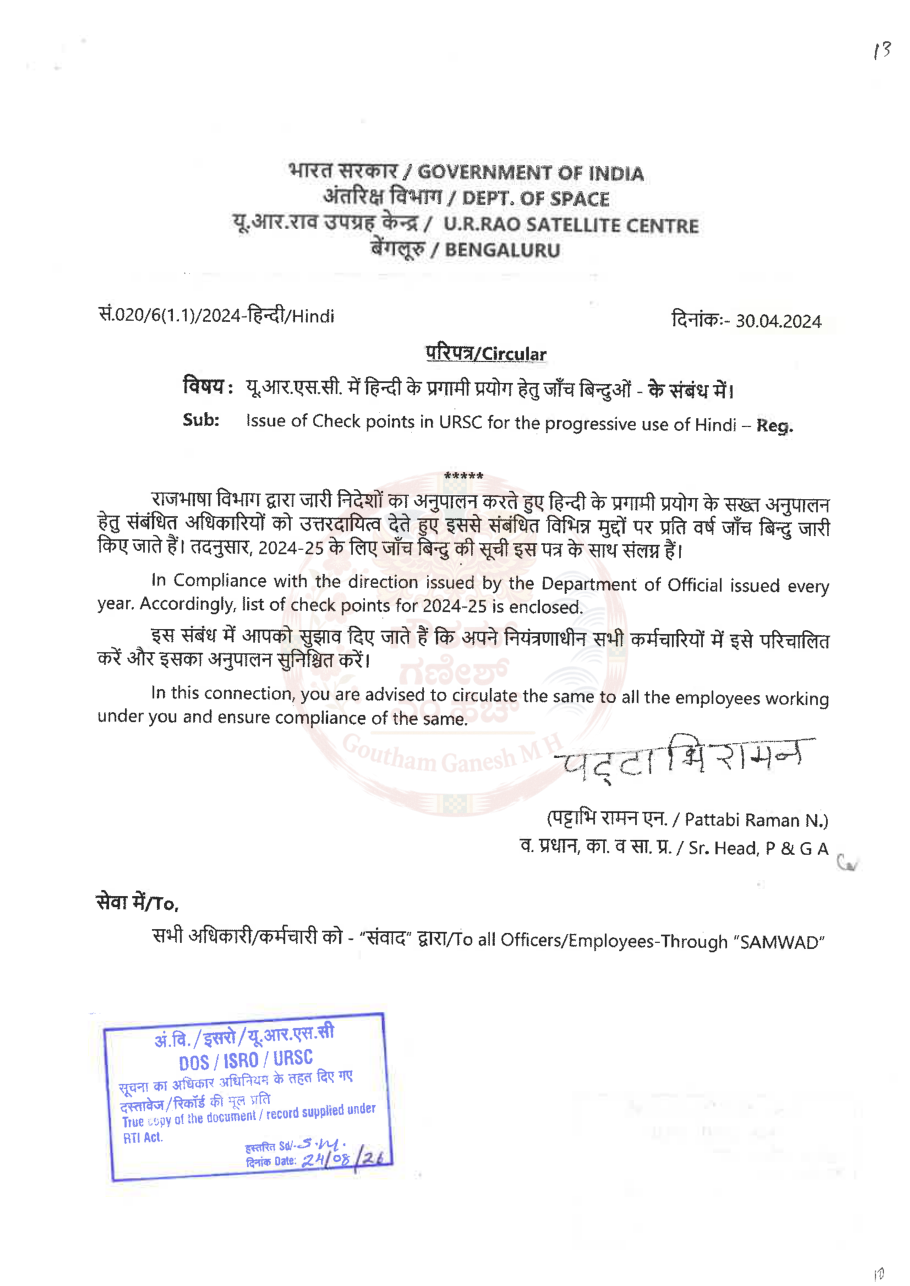 13
भारत सरकार / GOVERNMENT OF INDIA
अंतरिक्ष विभाग / DEPT. OF SPACE
यू.आर.राव उपग्रह केन्द्र / U.R.RAO SATELLITE CENTRE
बेंगलूरु / BENGALURU
सं.020/6(1.1)/2024-हिन्दी/Hindi
दिनांकः- 30.04.2024
परिपत्र/Circular
विषय : यू.आर.एस.सी. में हिन्दी के प्रगामी प्रयोग हेतु जाँच बिन्दुओं - के संबंध में।
Sub: Issue of Check points in URSC for the progressive use of Hindi – Reg.
*****
राजभाषा विभाग द्वारा जारी निदेशों का अनुपालन करते हुए हिन्दी के प्रगामी प्रयोग के सख्त अनुपालन
हेतु संबंधित अधिकारियों को उत्तरदायित्व देते हुए इससे संबंधित विभिन्न मुद्दों पर प्रति वर्ष जाँच बिन्दु जारी
किए जाते हैं। तदनुसार, 2024-25 के लिए जाँच बिन्दु की सूची इस पत्र के साथ संलग्न हैं।
In Compliance with the direction issued by the Department of Official issued every
year. Accordingly, list of check points for 2024-25 is enclosed.
इस संबंध में आपको सुझाव दिए जाते हैं कि अपने नियंत्रणाधीन सभी कर्मचारियों में इसे परिचालित
करें और इसका अनुपालन सुनिश्चित करें।
ಗೌತಮ್
ಗಣೇಶ್
ಎಂ ಹೆಚ್
Goutham Ganesh M H
In this connection, you are advised to circulate the same to all the employees working
under you and ensure compliance of the same.
पट्टाभिरामन
(पट्टाभि रामन एन. / Pattabi Raman N.)
व. प्रधान, का. व सा. प्र. / Sr. Head, P & G A
सेवा में/To,
सभी अधिकारी/कर्मचारी को - "संवाद" द्वारा/To all Officers/Employees-Through "SAMWAD"
अं.वि./इसरो/यू.आर.एस.सी
DOS / ISRO / URSC
सूचना का अधिकार अधिनियम के तहत दिए गए
दस्तावेज/रिकॉर्ड की मूल प्रति
True copy of the document / record supplied under
RTI Act.
हस्तरित Sd/- S.M.
दिनांक Date: 24/08/26